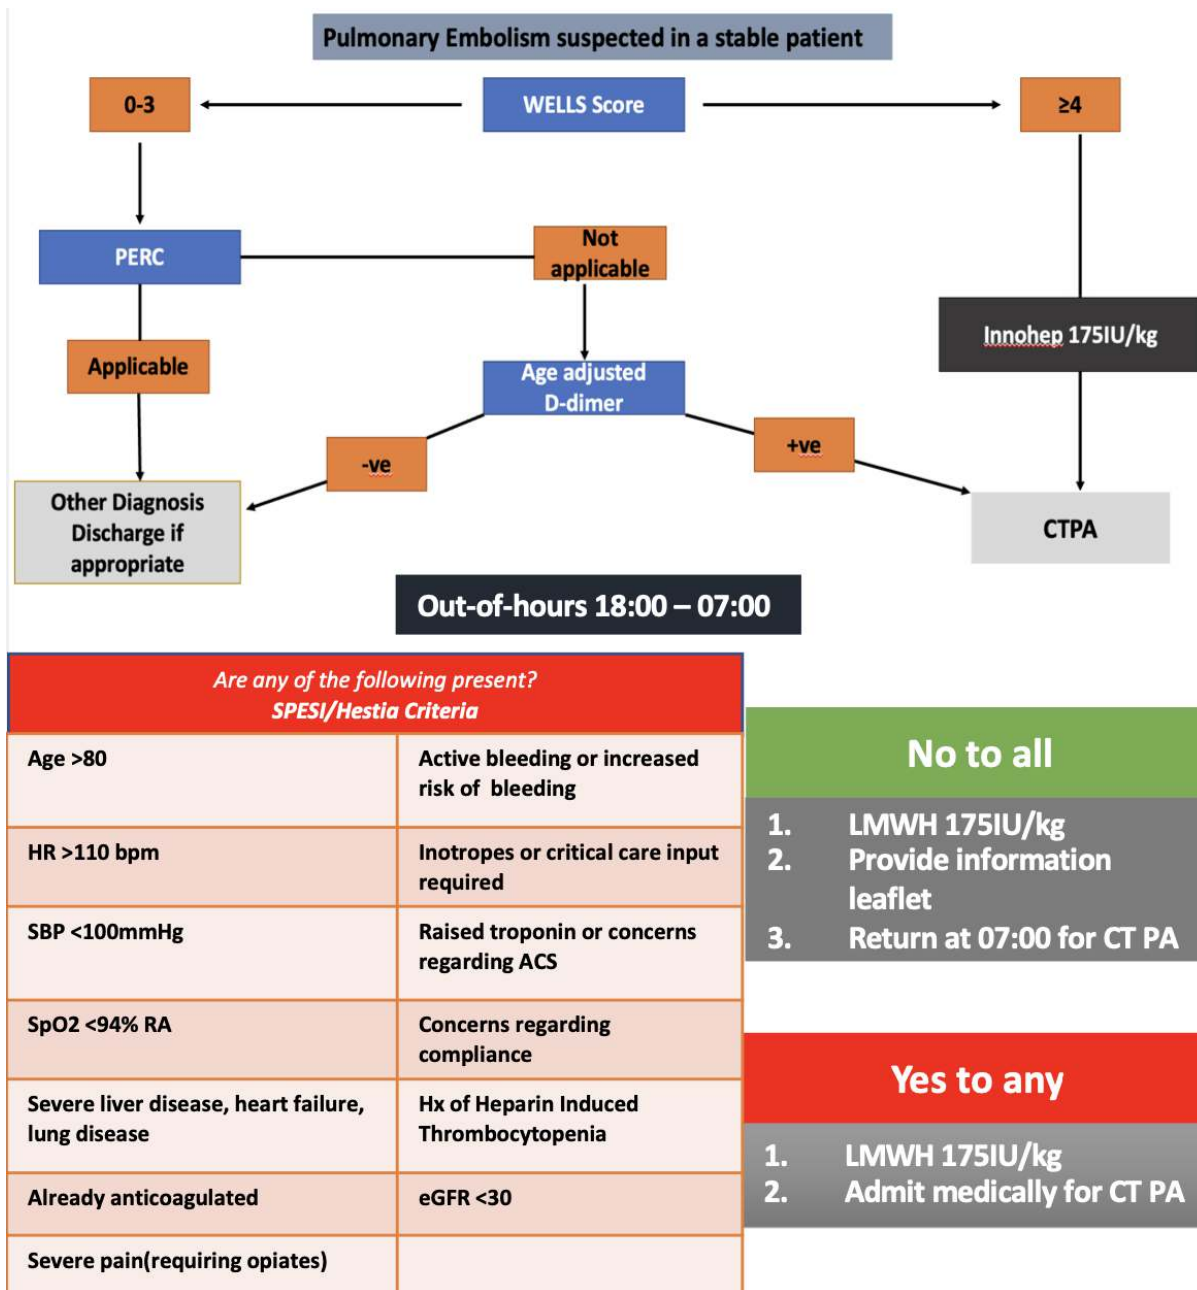 Pulmonary Embolism suspected in a stable patient
0-3
WELLS Score
≥4
PERC
Not
applicable
Innohep 175IU/kg
Applicable
Age adjusted
D-dimer
-ve
+ve
Other Diagnosis
Discharge if
appropriate
CTPA
Out-of-hours 18:00 – 07:00
Are any of the following present?
SPESI/Hestia Criteria
Age >80
Active bleeding or increased
risk of bleeding
HR >110 bpm
Inotropes or critical care input
required
SBP <100mmHg
Raised troponin or concerns
regarding ACS
SpO2 <94% RA
Concerns regarding
compliance
Severe liver disease, heart failure,
lung disease
Hx of Heparin Induced
Thrombocytopenia
Already anticoagulated
eGFR <30
Severe pain(requiring opiates)
No to all
1. LMWH 175IU/kg
2. Provide information
leaflet
3. Return at 07:00 for CT PA
Yes to any
1. LMWH 175IU/kg
2. Admit medically for CT PA